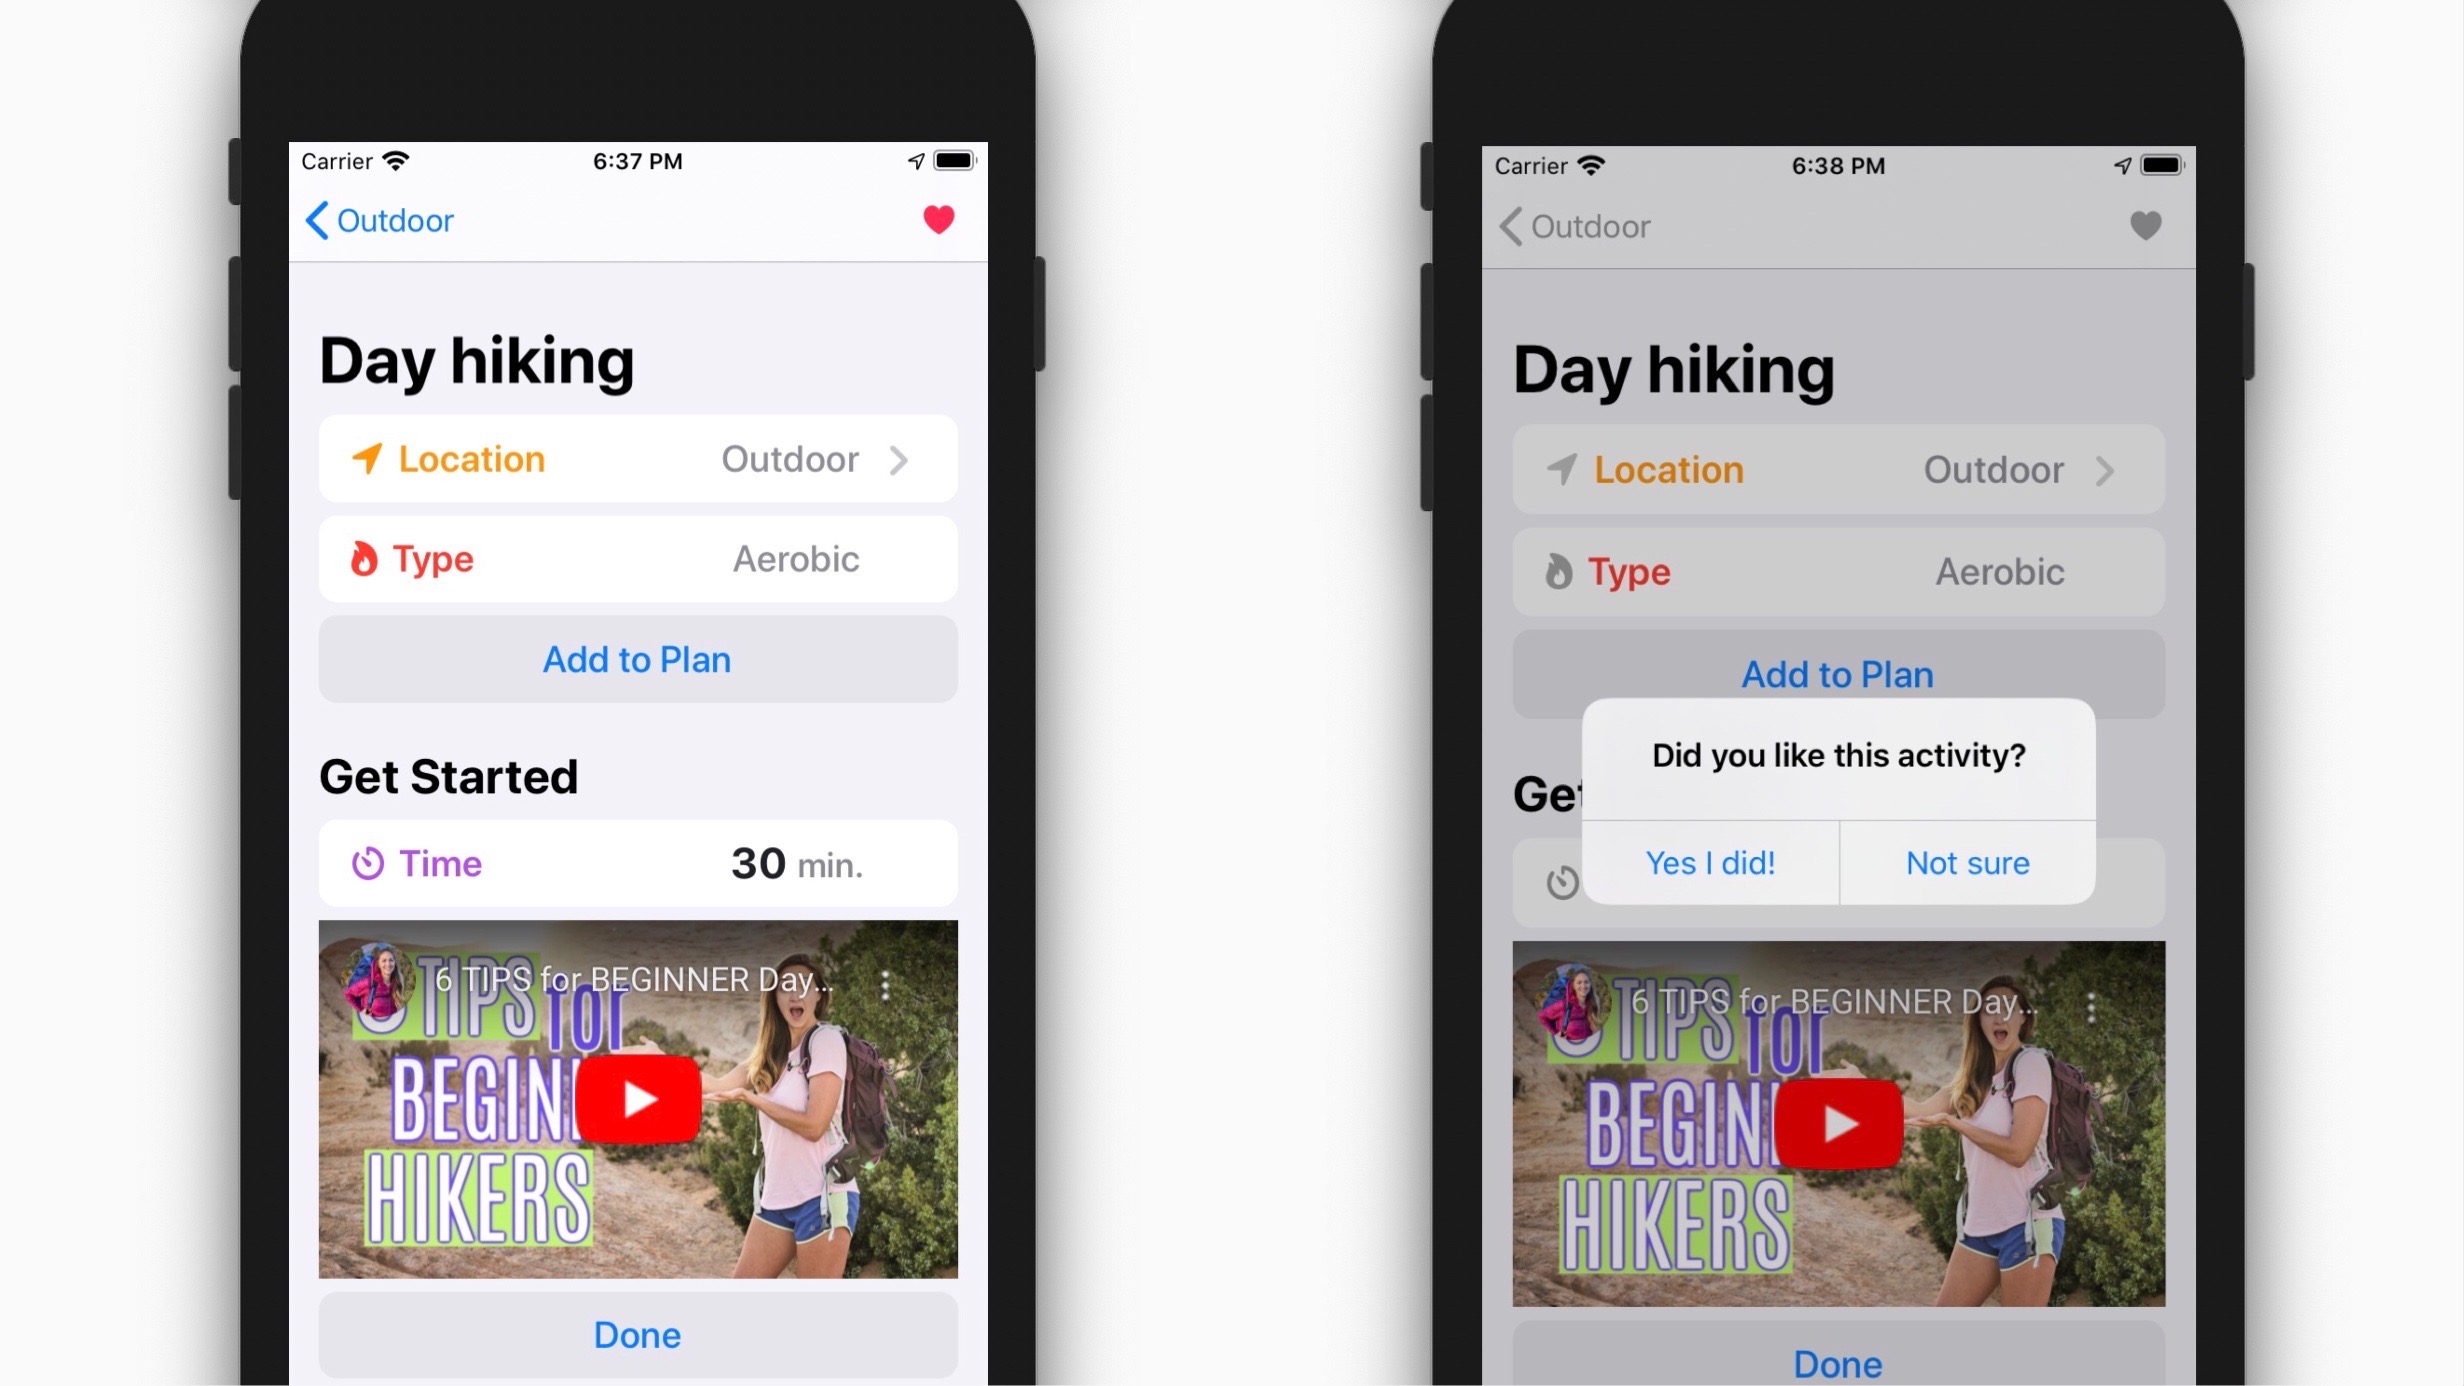 Carrier 6:37 PM
Outdoor
Day hiking
Location Outdoor
Type Aerobic
Add to Plan
Get Started
Time 30 min.
6 TIPS for BEGINNER Day...
TIPS for
BEGIN
HIKERS
Done
Carrier 6:38 PM
Outdoor
Day hiking
Location Outdoor
Type Aerobic
Add to Plan
Did you like this activity?
Get
Yes I did! Not sure
6 TIPS for BEGINNER Day...
TIPS for
BEGIN
HIKERS
Done